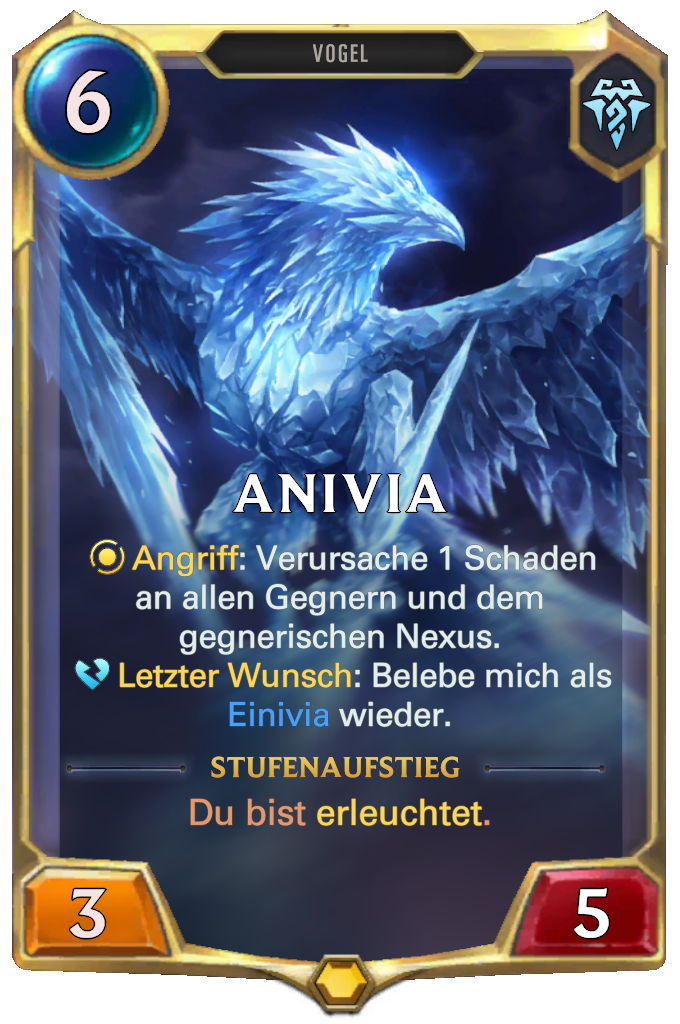 VOGEL
6
ANIVIA
Angriff: Verursache 1 Schaden
an allen Gegnern und dem
gegnerischen Nexus.
Letzter Wunsch: Belebe mich als
Einivia wieder.
STUFENAUFSTIEG
Du bist erleuchtet.
3
5